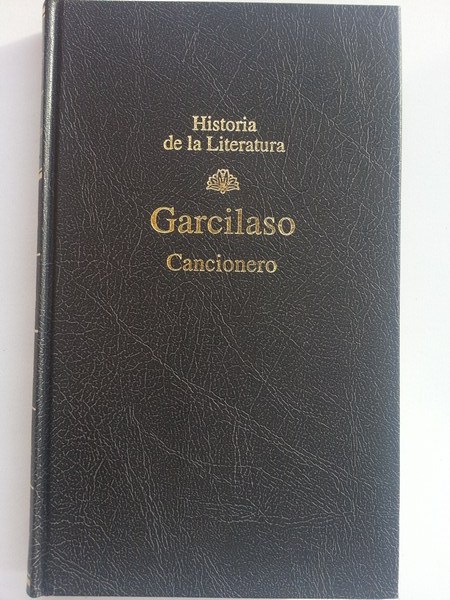 Historia
de la Literatura
Garcilaso
Cancionero